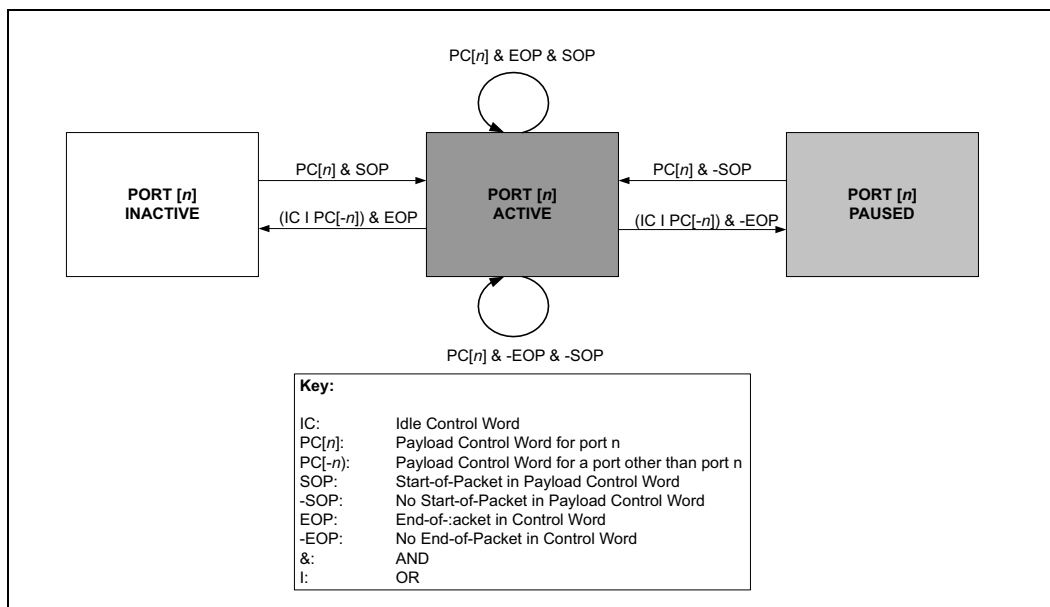 PC[n] & EOP & SOP
PORT [n]
INACTIVE
PC[n] & SOP
(IC I PC[-n]) & EOP
PORT [n]
ACTIVE
PC[n] & -SOP
(IC I PC[-n]) & -EOP
PORT [n]
PAUSED
PC[n] & -EOP & -SOP
Key:
IC: Idle Control Word
PC[n]: Payload Control Word for port n
PC[-n): Payload Control Word for a port other than port n
SOP: Start-of-Packet in Payload Control Word
-SOP: No Start-of-Packet in Payload Control Word
EOP: End-of-:acket in Control Word
-EOP: No End-of-Packet in Control Word
&: AND
I: OR